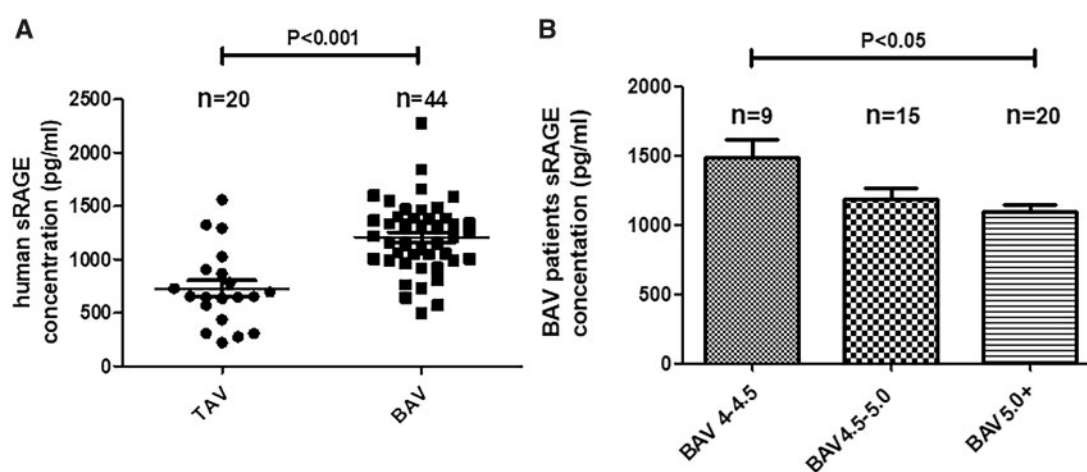 A
P<0.001
n=20
n=44
human sRAGE
concentration (pg/ml)
2500
2000
1500
1000
500
0
TAV
BAV
B
P<0.05
n=9
n=15
n=20
BAV patients sRAGE
concentation (pg/ml)
2000
1500
1000
500
0
BAV 4-4.5
BAV4.5-5.0
BAV5.0+